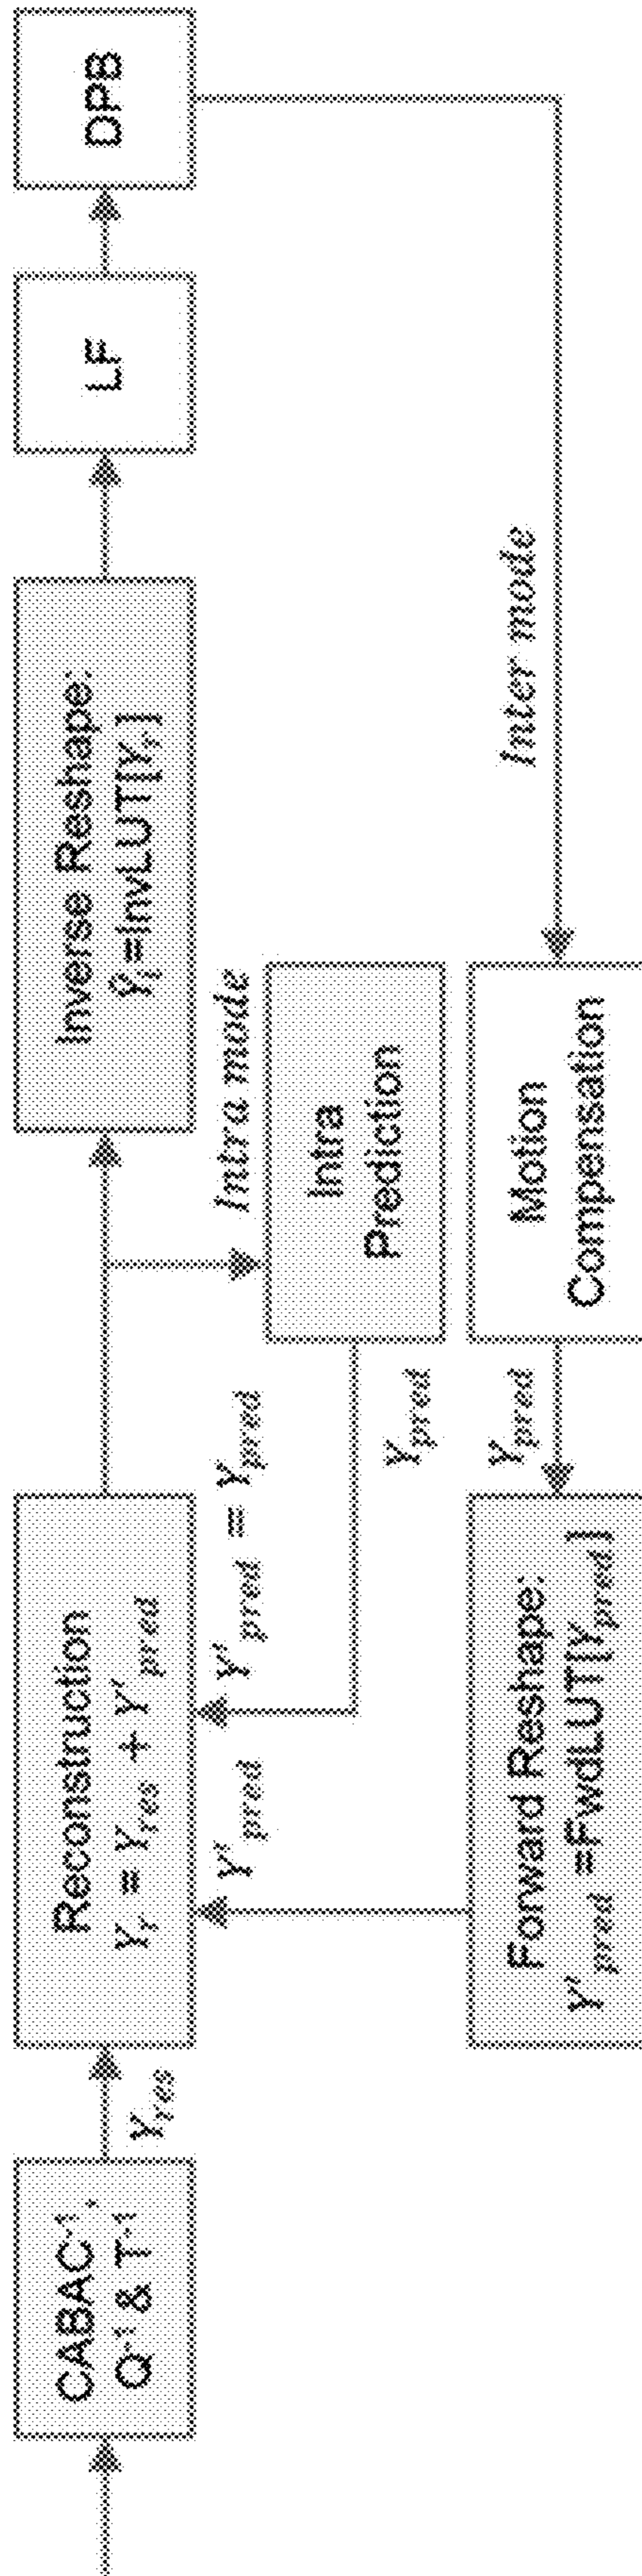 CABAC⁻¹,
Q⁻¹ & T⁻¹
Y_res
Reconstruction
Y_r = Y_res + Y'_pred
Inverse Reshape:
Ŷ_i =InvLUT[Y_r]
LF
DPB
Y'_pred
Y'_pred = Y_pred
Intra mode
Intra
Prediction
Y_pred
Inter mode
Forward Reshape:
Y'_pred =FwdLUT[Y_pred]
Y_pred
Motion
Compensation